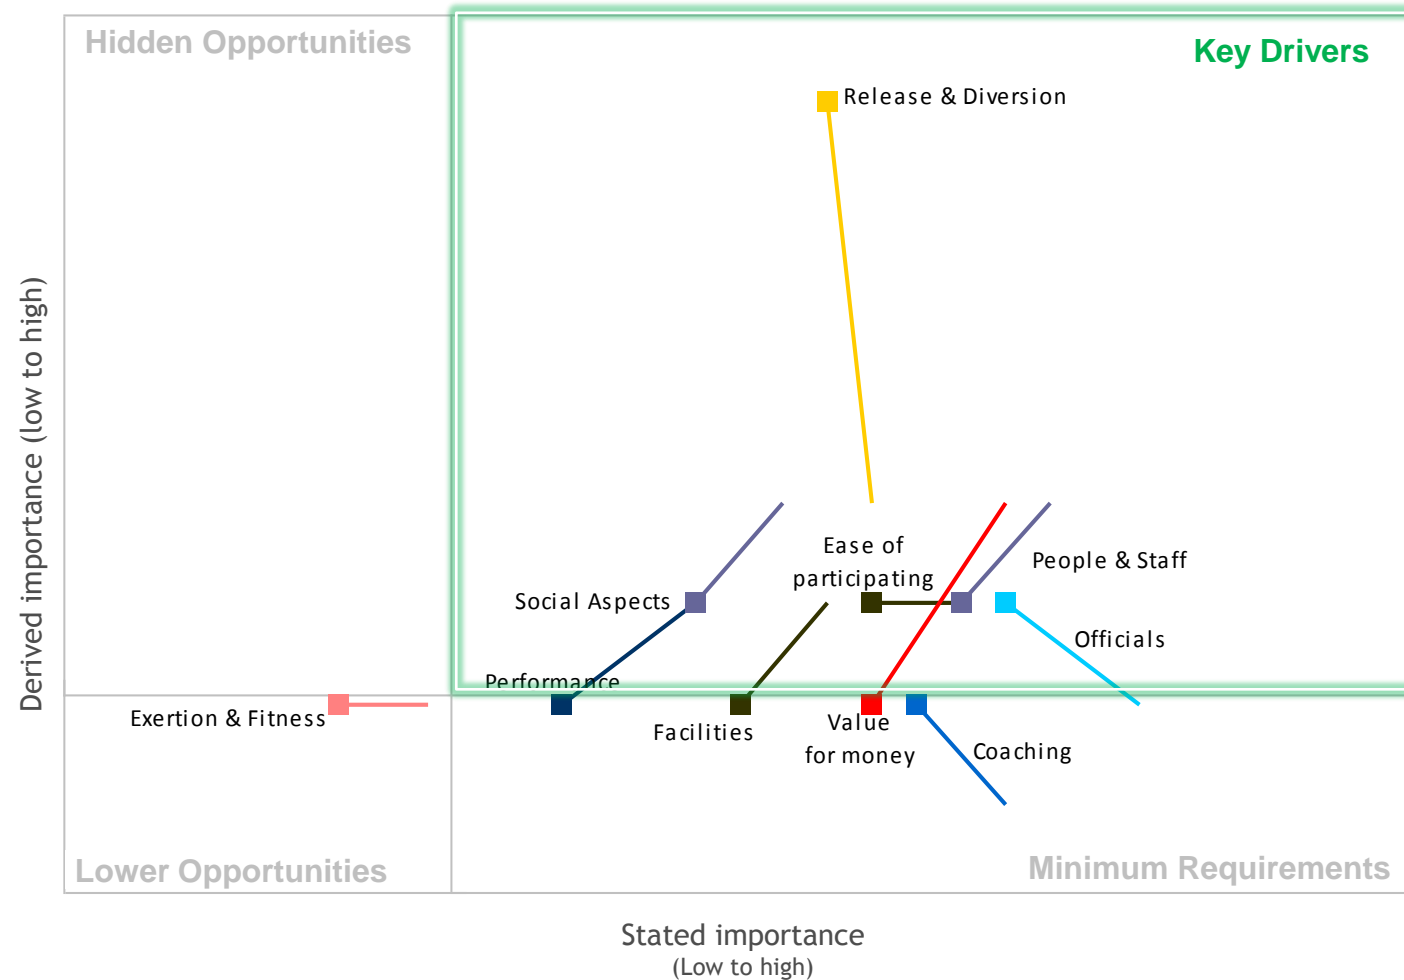 Hidden Opportunities
Key Drivers
Release & Diversion
Derived importance (low to high)
Ease of
participating
People & Staff
Social Aspects
Officials
Performance
Exertion & Fitness
Facilities
Value
for money
Coaching
Lower Opportunities
Minimum Requirements
Stated importance
(Low to high)